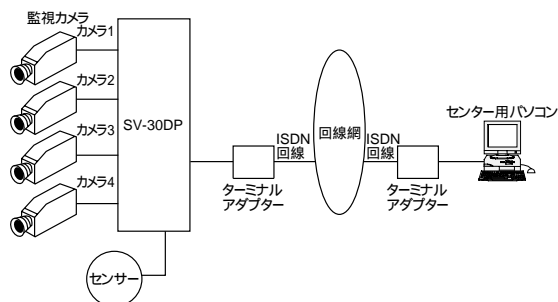 監視カメラ
カメラ1
カメラ2
カメラ3
カメラ4
SV-30DP
センサー
ターミナル
アダプター
ISDN
回線
回線網
ISDN
回線
ターミナル
アダプター
センター用パソコン